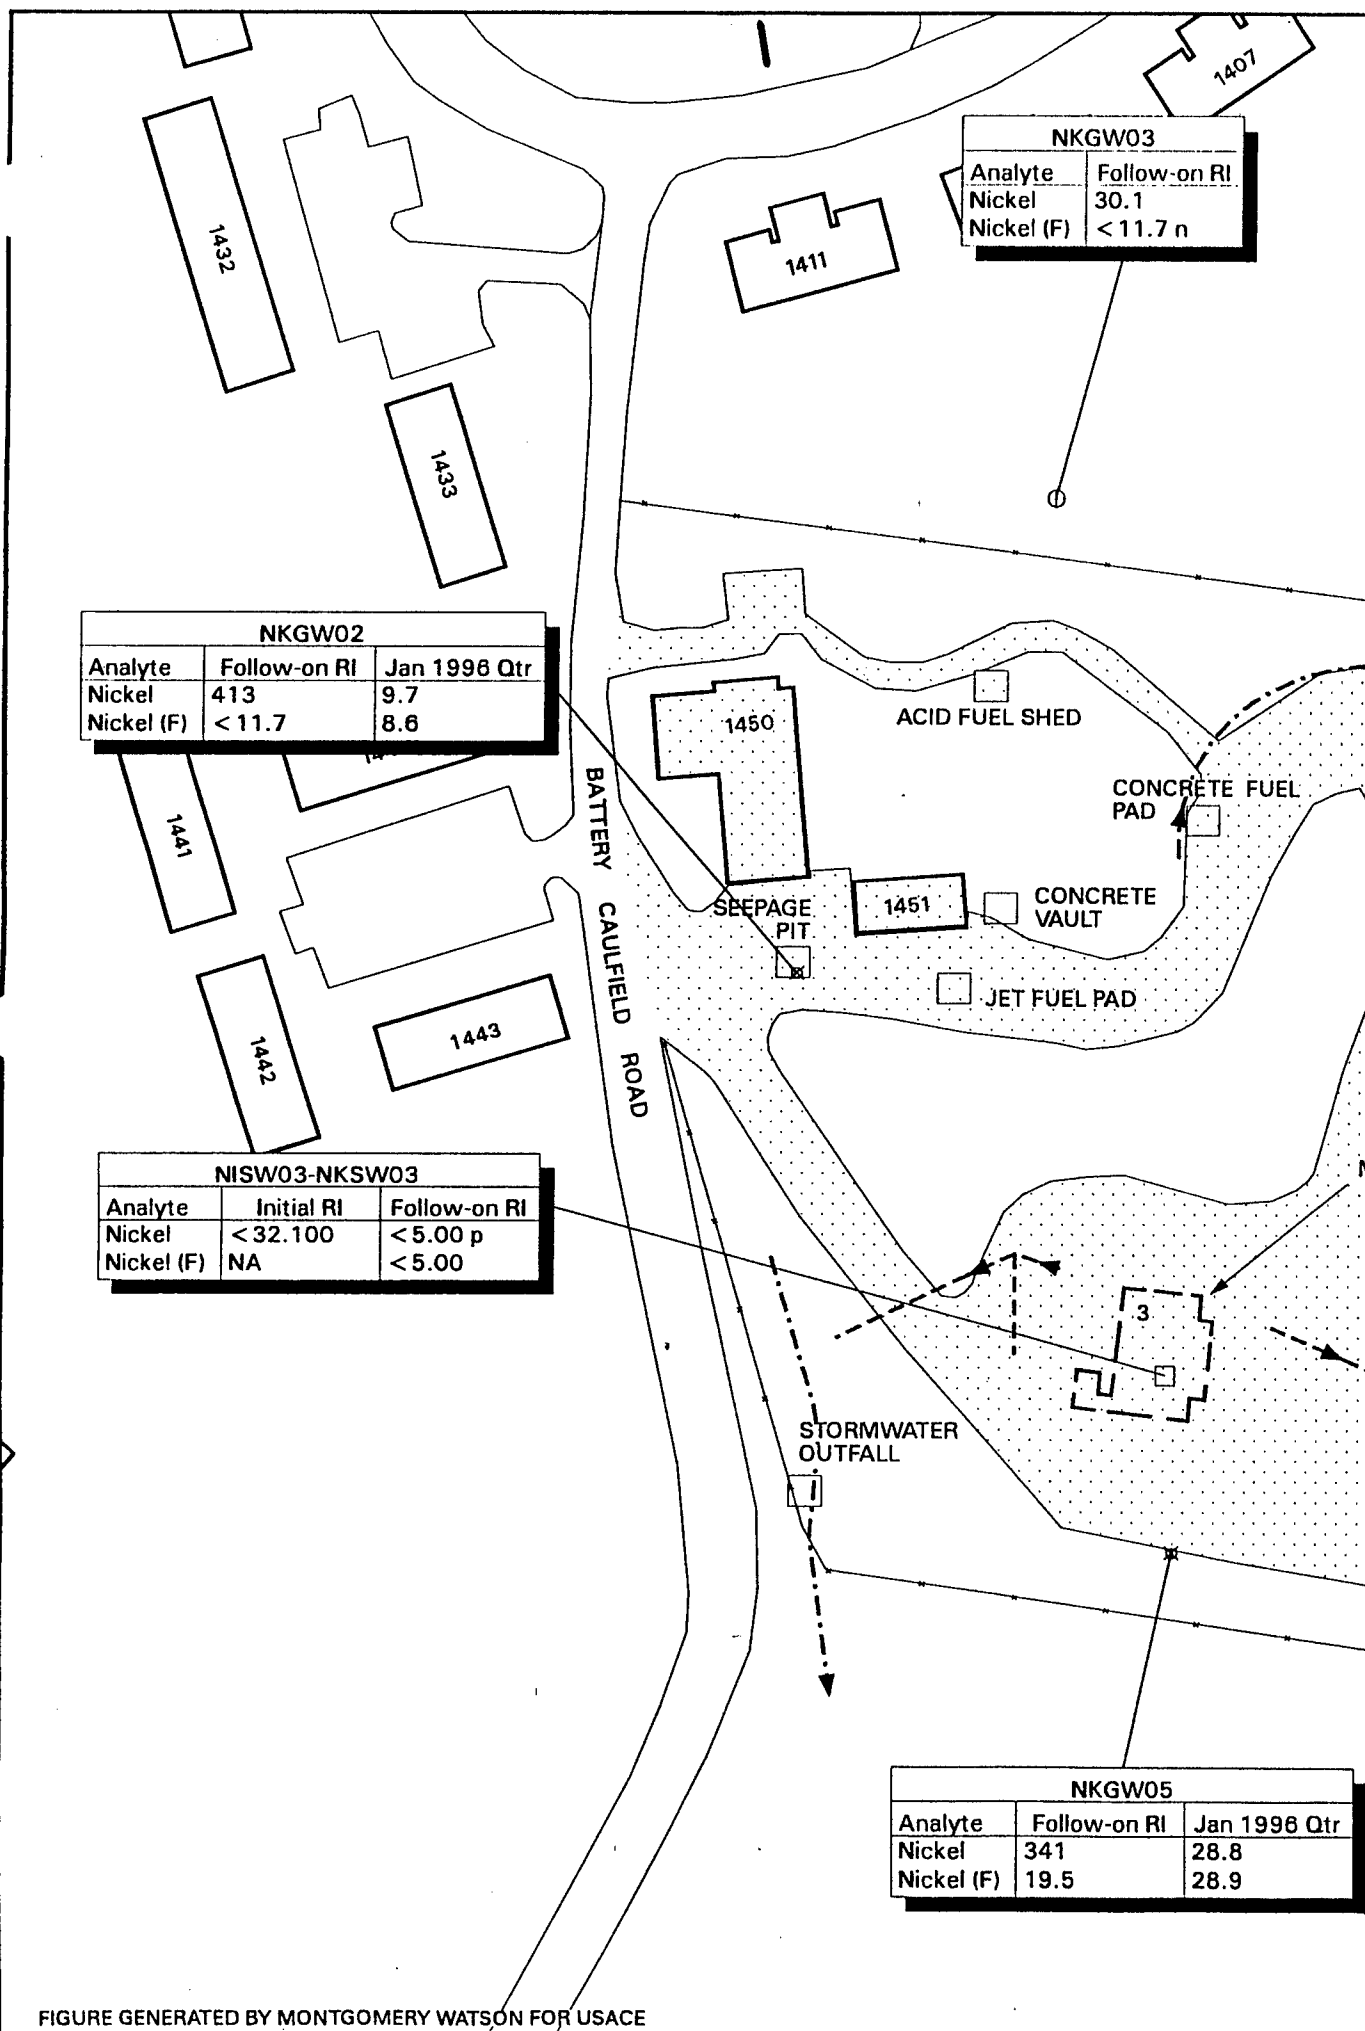 1407
NKGW03
Analyte Follow-on RI
Nickel 30.1
Nickel (F) <11.7 n
1432
1411
1433
NKGW02
Analyte Follow-on RI Jan 1996 Qtr
Nickel 413 9.7
Nickel (F) <11.7 8.6
1450
ACID FUEL SHED
CONCRETE FUEL
PAD
1441
BATTERY CAULFIELD ROAD
SEEPAGE
PIT
1451
CONCRETE
VAULT
JET FUEL PAD
1442
1443
NISW03-NKSW03
Analyte Initial RI Follow-on RI
Nickel <32.100 <5.00 p
Nickel (F) NA <5.00
3
STORMWATER
OUTFALL
NKGW05
Analyte Follow-on RI Jan 1996 Qtr
Nickel 341 28.8
Nickel (F) 19.5 28.9
FIGURE GENERATED BY MONTGOMERY WATSON FOR USACE